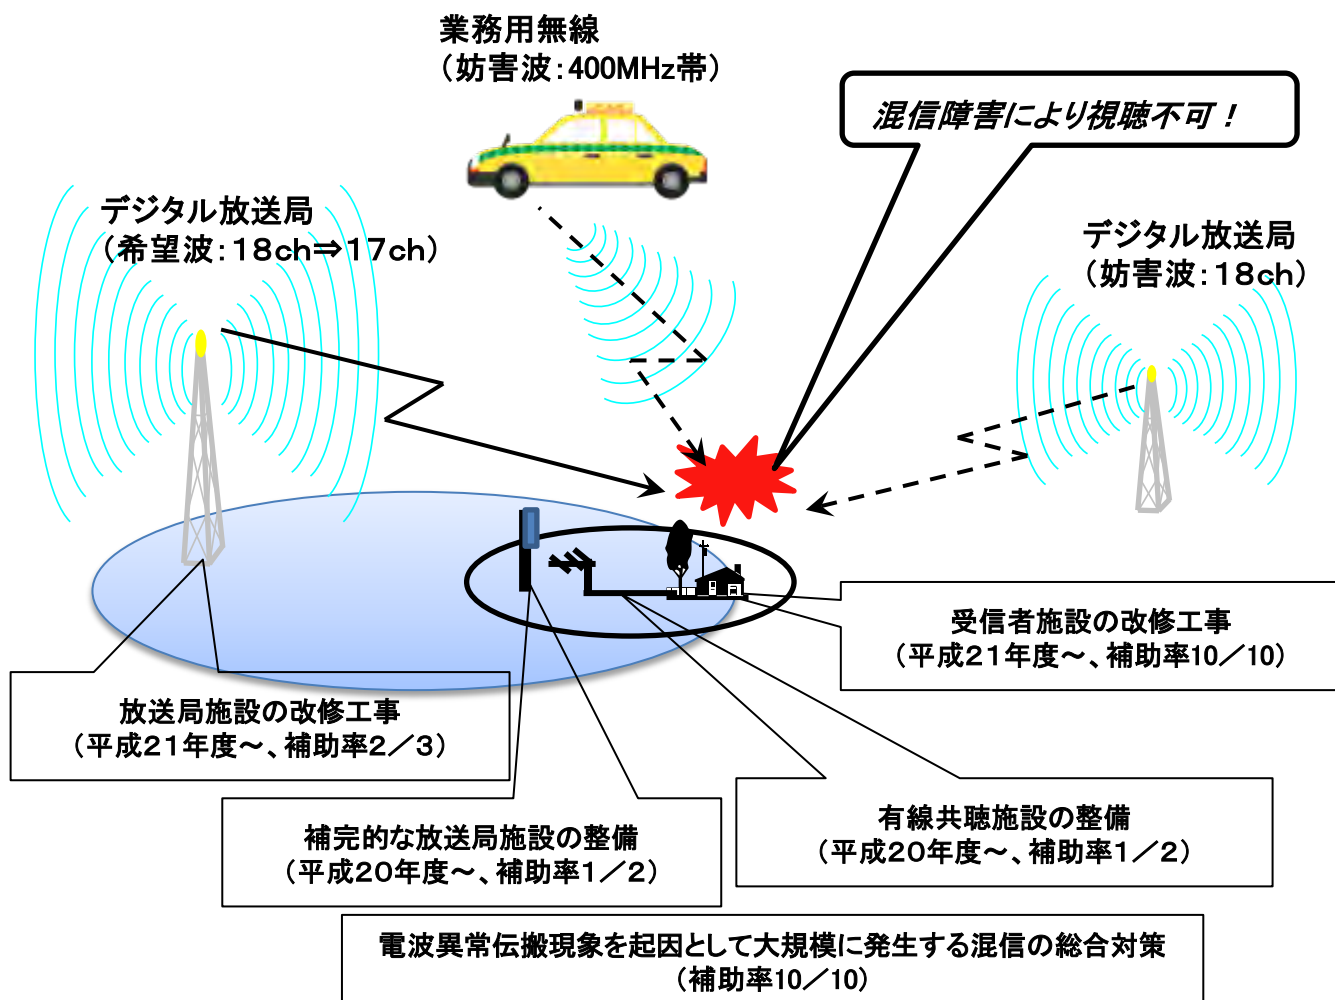 業務用無線
（妨害波：400MHz帯）
混信障害により視聴不可！
デジタル放送局
（希望波：18ch⇒17ch）
デジタル放送局
（妨害波：18ch）
受信者施設の改修工事
（平成21年度～、補助率10／10）
放送局施設の改修工事
（平成２１年度～、補助率２／３）
有線共聴施設の整備
（平成２０年度～、補助率１／２）
補完的な放送局施設の整備
（平成２０年度～、補助率１／２）
電波異常伝搬現象を起因として大規模に発生する混信の総合対策
（補助率10／10）